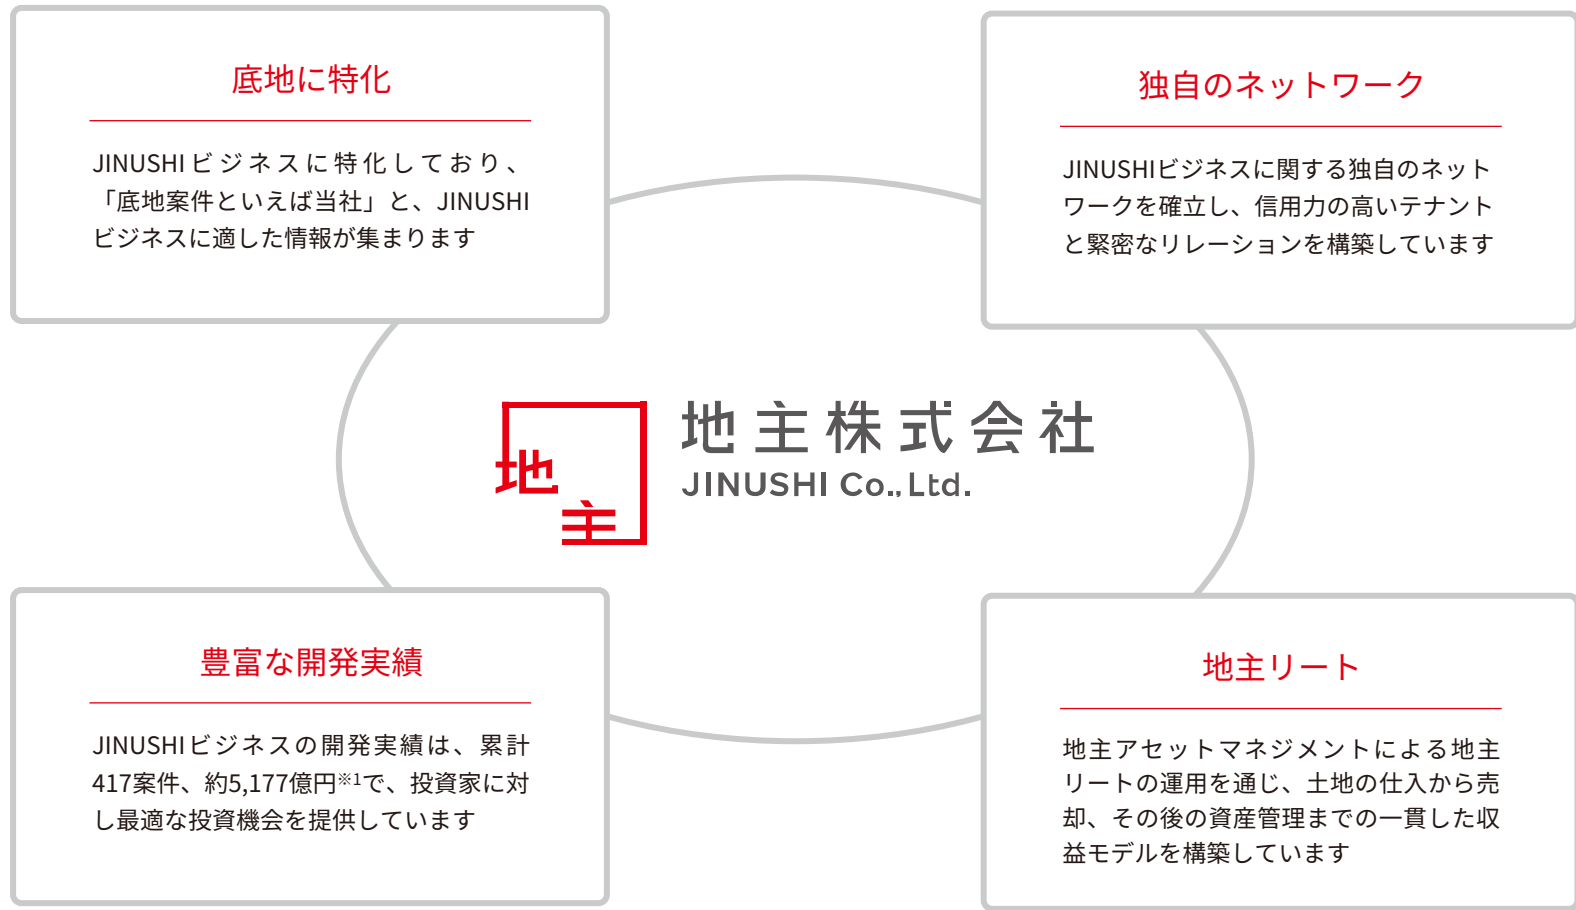 底地に特化
JINUSHIビジネスに特化しており、
「底地案件といえば当社」と、JINUSHI
ビジネスに適した情報が集まります
独自のネットワーク
JINUSHIビジネスに関する独自のネット
ワークを確立し、信用力の高いテナント
と緊密なリレーションを構築しています
地主
地主株式会社
JINUSHI Co., Ltd.
豊富な開発実績
JINUSHIビジネスの開発実績は、累計
417案件、約5,177億円※1で、投資家に対
し最適な投資機会を提供しています
地主リート
地主アセットマネジメントによる地主
リートの運用を通じ、土地の仕入から売
却、その後の資産管理までの一貫した収
益モデルを構築しています